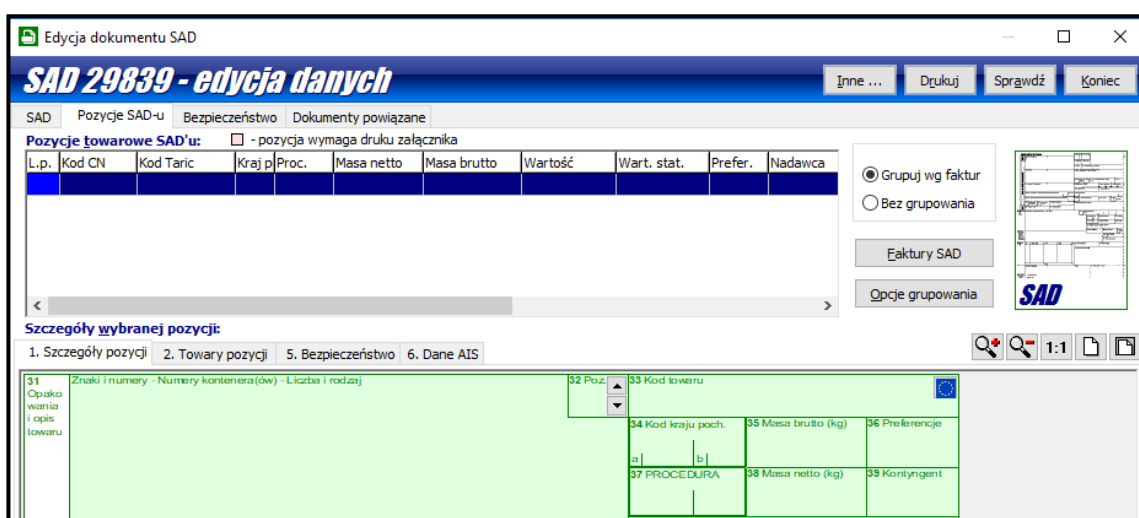 Edycja dokumentu SAD
SAD 29839 - edycja danych
Inne ... Drukuj Sprawdź Koniec
SAD Pozycje SAD-u Bezpieczeństwo Dokumenty powiązane
Pozycje towarowe SAD'u: - pozycja wymaga druku załącznika
L.p. Kod CN Kod Taric Kraj p Proc. Masa netto Masa brutto Wartość Wart. stat. Prefer. Nadawca
Grupuj wg faktur
Bez grupowania
Faktury SAD
Opcje grupowania
SAD
Szczegóły wybranej pozycji:
1. Szczegóły pozycji 2. Towary pozycji 5. Bezpieczeństwo 6. Dane AIS
1:1
31 Znaki i numery - Numery kontenera(ów) - Liczba i rodzaj 32 Poz. 33 Kod towaru
Opako
wania
i opis
towaru
34 Kod kraju poch. 35 Masa brutto (kg) 36 Preferencje
a b
37 PROCEDURA 38 Masa netto (kg) 39 Kontyngent